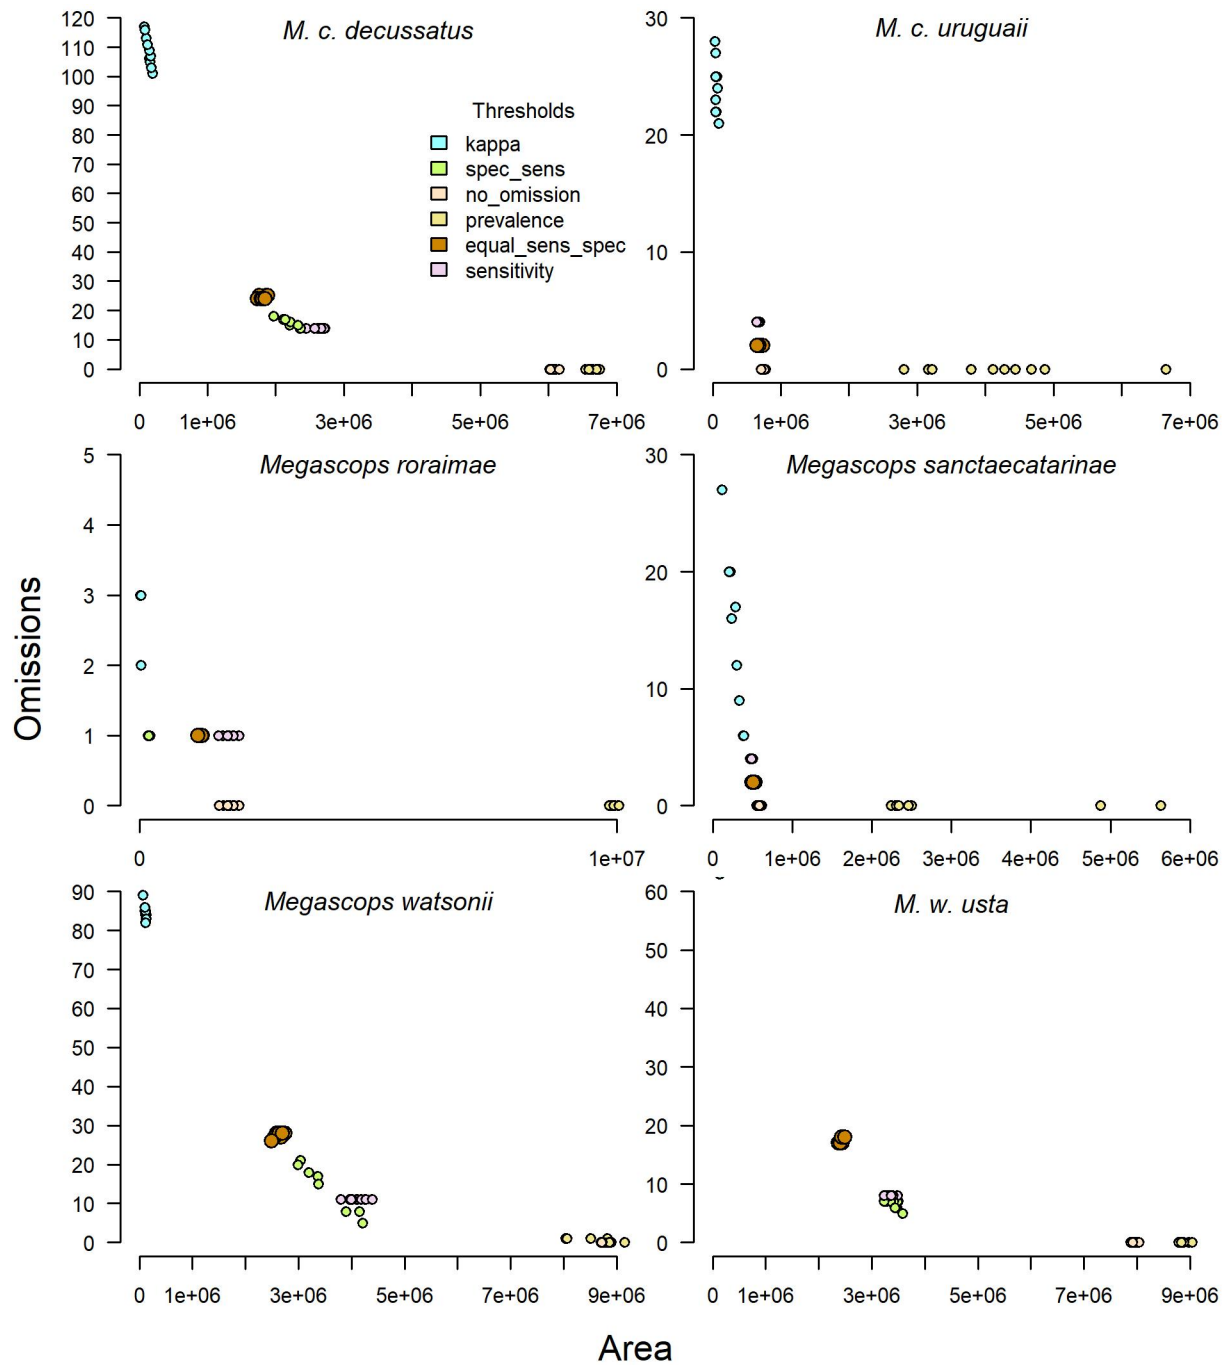 M. c. decussatus
120
110
100
90
80
70
60
50
40
30
20
10
0
Thresholds
kappa
spec_sens
no_omission
prevalence
equal_sens_spec
sensitivity
0 1e+06 3e+06 5e+06 7e+06
M. c. uruguaii
30
20
10
0
0 1e+06 3e+06 5e+06 7e+06
Megascops roraimae
5
4
3
2
1
0
0 1e+07
Megascops sanctaecatarinae
30
20
10
0
0 1e+06 2e+06 3e+06 4e+06 5e+06 6e+06
Megascops watsonii
90
80
70
60
50
40
30
20
10
0
0 1e+06 3e+06 5e+06 7e+06 9e+06
M. w. usta
60
50
40
30
20
10
0
0 1e+06 3e+06 5e+06 7e+06 9e+06
Omissions
Area